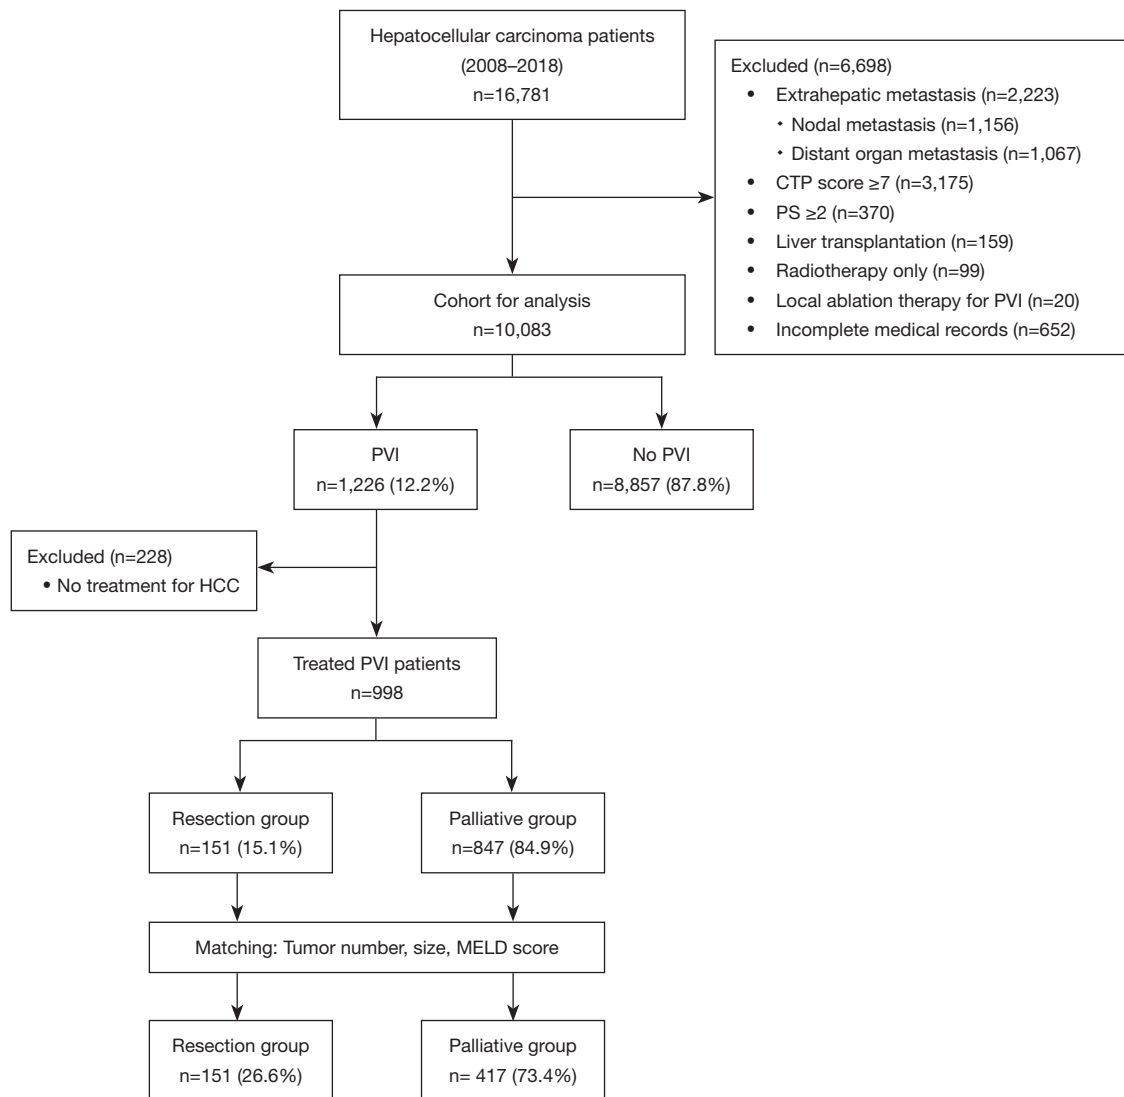 Hepatocellular carcinoma patients
(2008–2018)
n=16,781
Excluded (n=6,698)
• Extrahepatic metastasis (n=2,223)
• Nodal metastasis (n=1,156)
• Distant organ metastasis (n=1,067)
• CTP score ≥7 (n=3,175)
• PS ≥2 (n=370)
• Liver transplantation (n=159)
• Radiotherapy only (n=99)
• Local ablation therapy for PVI (n=20)
• Incomplete medical records (n=652)
Cohort for analysis
n=10,083
PVI
n=1,226 (12.2%)
No PVI
n=8,857 (87.8%)
Excluded (n=228)
• No treatment for HCC
Treated PVI patients
n=998
Resection group
n=151 (15.1%)
Palliative group
n=847 (84.9%)
Matching: Tumor number, size, MELD score
Resection group
n=151 (26.6%)
Palliative group
n= 417 (73.4%)